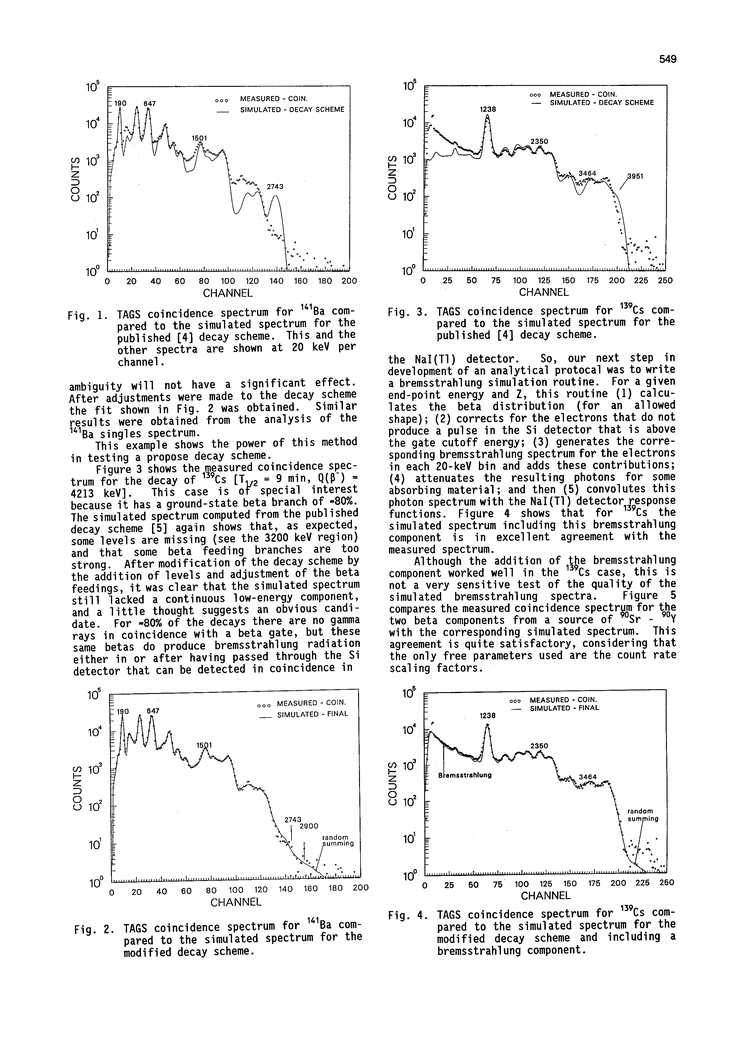 549
10⁵
10⁴
10³
10²
10¹
10⁰
COUNTS
190
647
1501
2743
ooo MEASURED - COIN.
— SIMULATED - DECAY SCHEME
0 20 40 60 80 100 120 140 160 180 200
CHANNEL
Fig. 1. TAGS coincidence spectrum for ¹⁴¹Ba com-
pared to the simulated spectrum for the
published [4] decay scheme. This and the
other spectra are shown at 20 keV per
channel.
ambiguity will not have a significant effect.
After adjustments were made to the decay scheme
the fit shown in Fig. 2 was obtained. Similar
results were obtained from the analysis of the
¹⁴¹Ba singles spectrum.
This example shows the power of this method
in testing a propose decay scheme.
Figure 3 shows the measured coincidence spec-
trum for the decay of ¹³⁹Cs [T₁/₂ = 9 min, Q(β⁻) =
4213 keV]. This case is of special interest
because it has a ground-state beta branch of ≈80%.
The simulated spectrum computed from the published
decay scheme [5] again shows that, as expected,
some levels are missing (see the 3200 keV region)
and that some beta feeding branches are too
strong. After modification of the decay scheme by
the addition of levels and adjustment of the beta
feedings, it was clear that the simulated spectrum
still lacked a continuous low-energy component,
and a little thought suggests an obvious candi-
date. For ≈80% of the decays there are no gamma
rays in coincidence with a beta gate, but these
same betas do produce bremsstrahlung radiation
either in or after having passed through the Si
detector that can be detected in coincidence in
10⁵
10⁴
10³
10²
10¹
10⁰
COUNTS
190
647
1501
2743
2900
random
summing
ooo MEASURED - COIN.
— SIMULATED - FINAL
0 20 40 60 80 100 120 140 160 180 200
CHANNEL
Fig. 2. TAGS coincidence spectrum for ¹⁴¹Ba com-
pared to the simulated spectrum for the
modified decay scheme.
10⁵
10⁴
10³
10²
10¹
10⁰
COUNTS
1238
2350
3464
3951
ooo MEASURED - COIN.
— SIMULATED - DECAY SCHEME
0 25 50 75 100 125 150 175 200 225 250
CHANNEL
Fig. 3. TAGS coincidence spectrum for ¹³⁹Cs com-
pared to the simulated spectrum for the
published [4] decay scheme.
the NaI(Tl) detector. So, our next step in
development of an analytical protocal was to write
a bremsstrahlung simulation routine. For a given
end-point energy and Z, this routine (1) calcu-
lates the beta distribution (for an allowed
shape); (2) corrects for the electrons that do not
produce a pulse in the Si detector that is above
the gate cutoff energy; (3) generates the corre-
sponding bremsstrahlung spectrum for the electrons
in each 20-keV bin and adds these contributions;
(4) attenuates the resulting photons for some
absorbing material; and then (5) convolutes this
photon spectrum with the NaI(Tl) detector response
functions. Figure 4 shows that for ¹³⁹Cs the
simulated spectrum including this bremsstrahlung
component is in excellent agreement with the
measured spectrum.
Although the addition of the bremsstrahlung
component worked well in the ¹³⁹Cs case, this is
not a very sensitive test of the quality of the
simulated bremsstrahlung spectra. Figure 5
compares the measured coincidence spectrum for the
two beta components from a source of ⁹⁰Sr - ⁹⁰Y
with the corresponding simulated spectrum. This
agreement is quite satisfactory, considering that
the only free parameters used are the count rate
scaling factors.
10⁵
10⁴
10³
10²
10¹
10⁰
COUNTS
1238
2350
3464
Bremsstrahlung
random
summing
ooo MEASURED - COIN.
— SIMULATED - FINAL
0 25 50 75 100 125 150 175 200 225 250
CHANNEL
Fig. 4. TAGS coincidence spectrum for ¹³⁹Cs com-
pared to the simulated spectrum for the
modified decay scheme and including a
bremsstrahlung component.